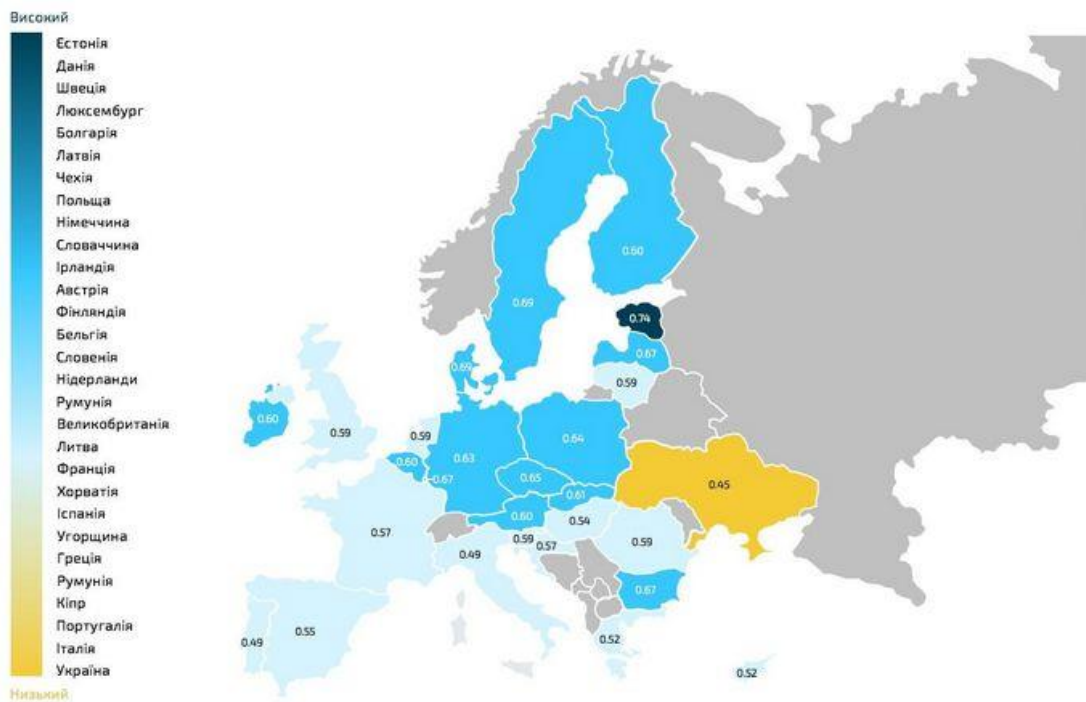 Високий
Естонія
Данія
Швеція
Люксембург
Болгарія
Латвія
Чехія
Польща
Німеччина
Словаччина
Ірландія
Австрія
Фінляндія
Бельгія
Словенія
Нідерланди
Румунія
Великобританія
Литва
Франція
Хорватія
Іспанія
Угорщина
Греція
Румунія
Кіпр
Португалія
Італія
Україна
Низький
0.60
0.69
0.74
0.67
0.69
0.59
0.60
0.59
0.59
0.64
0.63
0.60
0.67
0.65
0.45
0.61
0.60
0.54
0.57
0.59
0.59
0.57
0.49
0.67
0.55
0.49
0.52
0.52